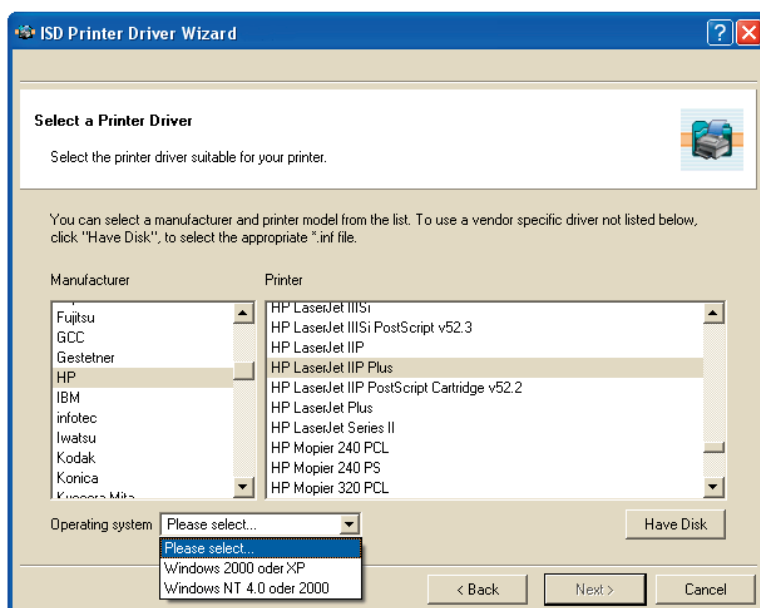 ISD Printer Driver Wizard
Select a Printer Driver
Select the printer driver suitable for your printer.
You can select a manufacturer and printer model from the list. To use a vendor specific driver not listed below,
click "Have Disk", to select the appropriate *.inf file.
Manufacturer
Printer
Fujitsu
GCC
Gestetner
HP
IBM
infotec
Iwatsu
Kodak
Konica
Kyocera Mita
HP LaserJet IIISi
HP LaserJet IIISi PostScript v52.3
HP LaserJet IIP
HP LaserJet IIP Plus
HP LaserJet IIP PostScript Cartridge v52.2
HP LaserJet Plus
HP LaserJet Series II
HP Mopier 240 PCL
HP Mopier 240 PS
HP Mopier 320 PCL
Operating system
Please select...
Have Disk
Please select...
Windows 2000 oder XP
Windows NT 4.0 oder 2000
< Back
Next >
Cancel